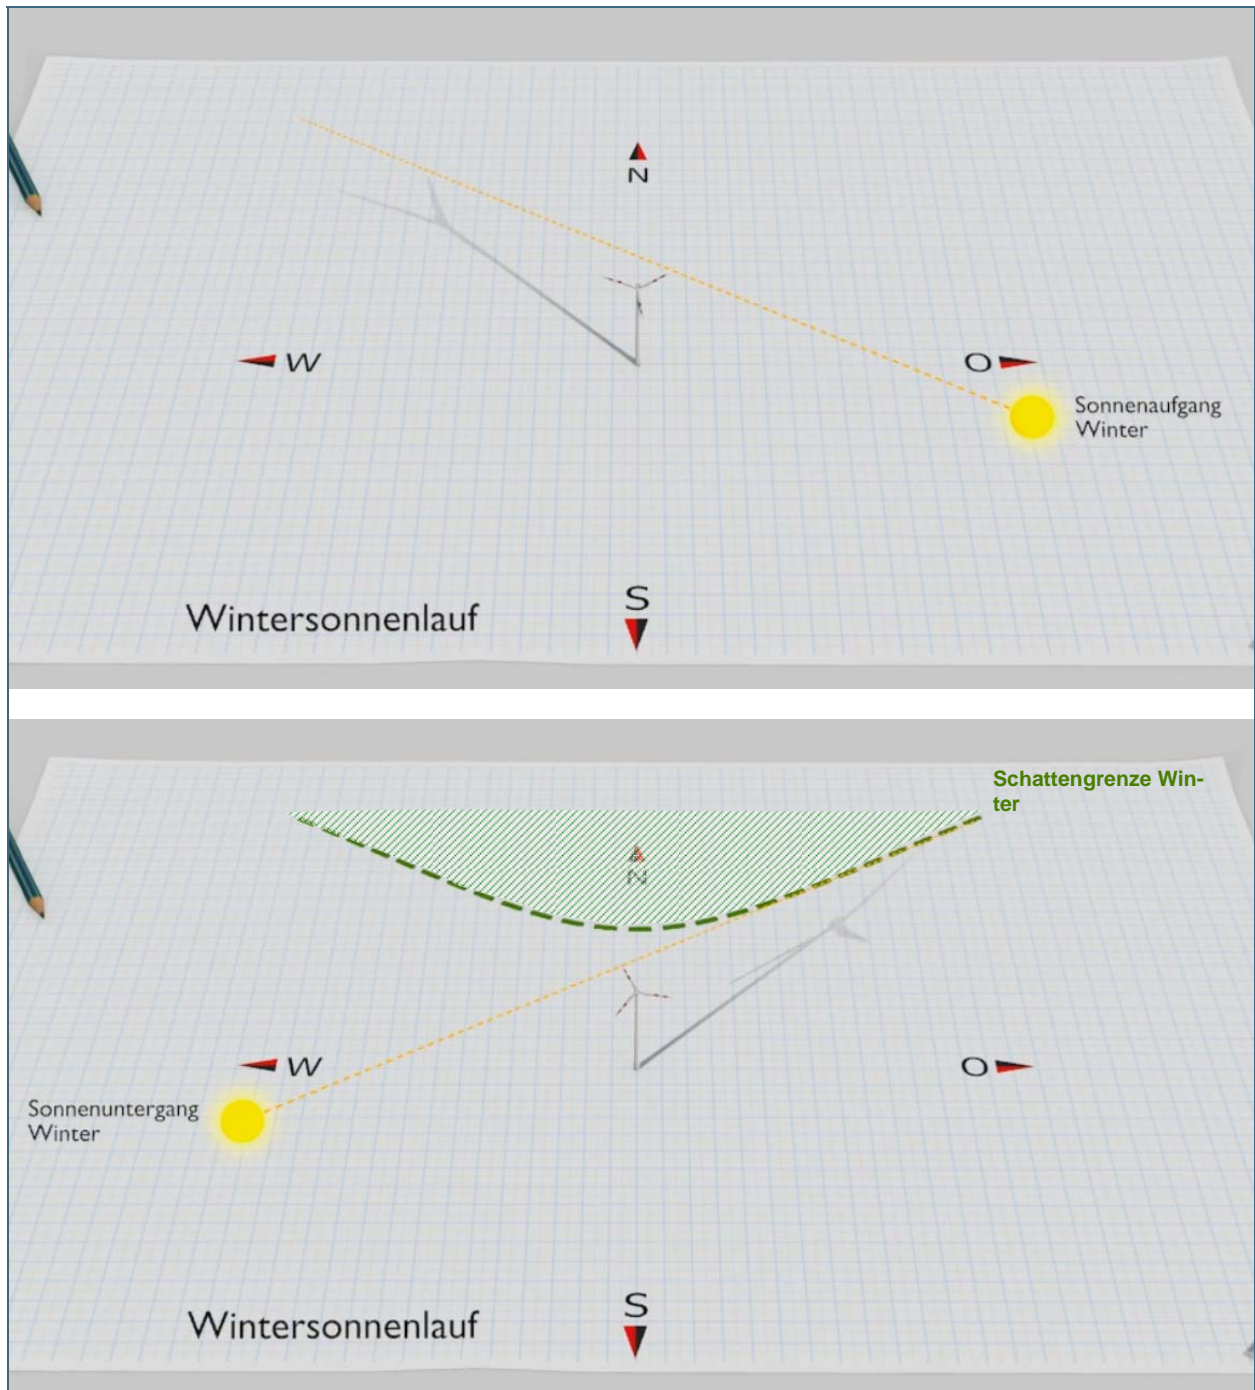 N
W
O
Sonnenaufgang
Winter
S
Wintersonnenlauf
Schattengrenze Win-
ter
N
W
O
Sonnenuntergang
Winter
S
Wintersonnenlauf